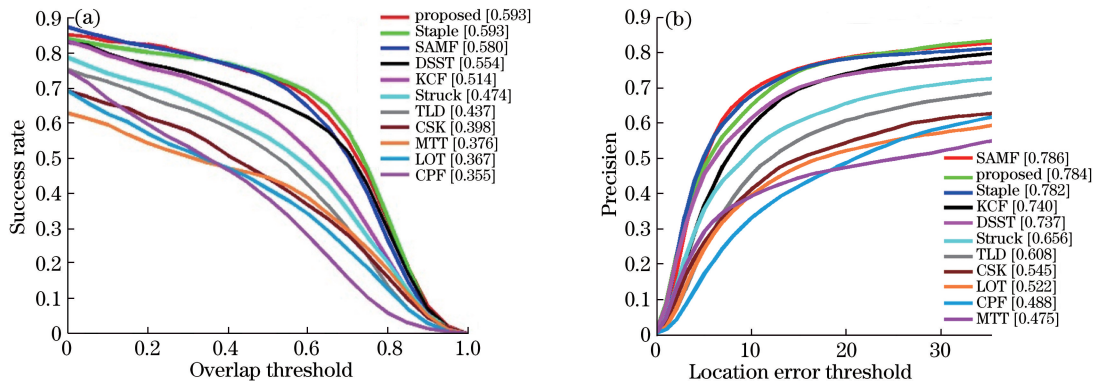 (a)
0.9
0.8
0.7
0.6
0.5
0.4
0.3
0.2
0.1
0
Success rate
0 0.2 0.4 0.6 0.8 1.0
Overlap threshold
proposed [0.593]
Staple [0.593]
SAMF [0.580]
DSST [0.554]
KCF [0.514]
Struck [0.474]
TLD [0.437]
CSK [0.398]
MTT [0.376]
LOT [0.367]
CPF [0.355]
(b)
0.9
0.8
0.7
0.6
0.5
0.4
0.3
0.2
0.1
0
Precisien
0 10 20 30
Location error threshold
SAMF [0.786]
proposed [0.784]
Staple [0.782]
KCF [0.740]
DSST [0.737]
Struck [0.656]
TLD [0.608]
CSK [0.545]
LOT [0.522]
CPF [0.488]
MTT [0.475]